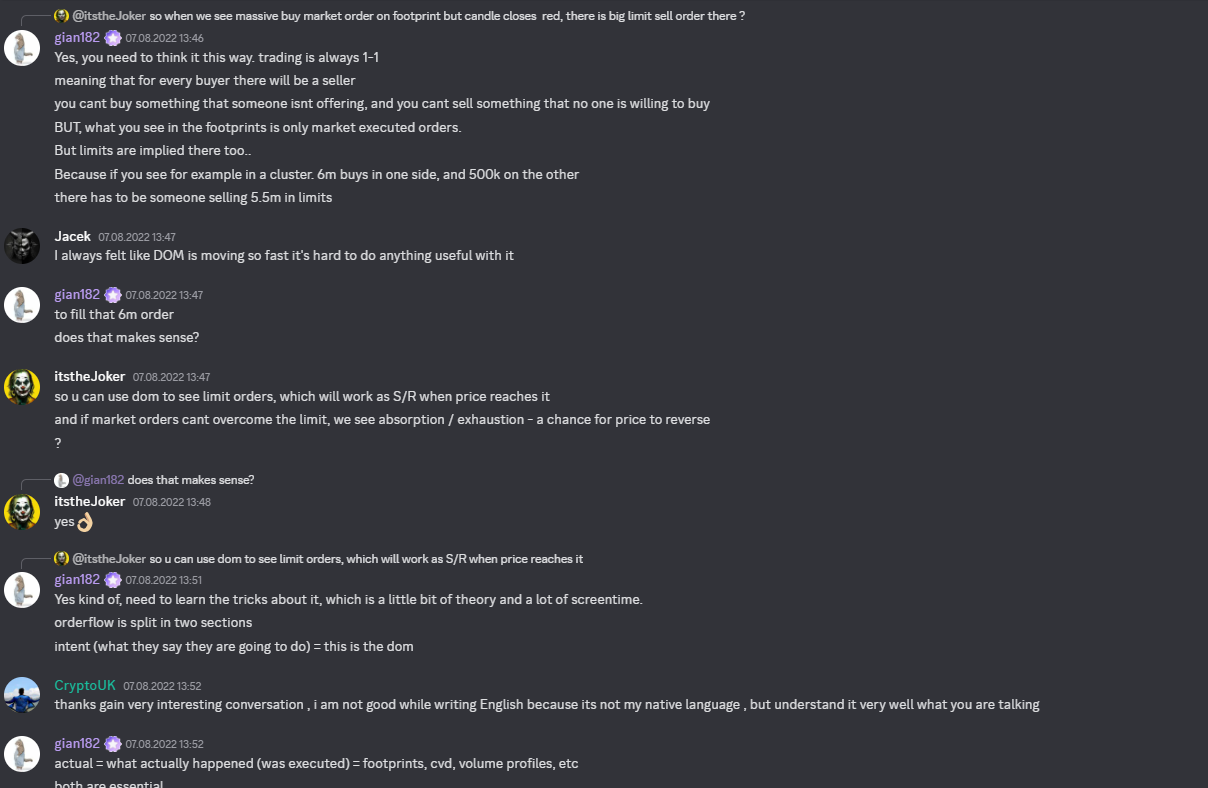 @itstheJoker so when we see massive buy market order on footprint but candle closes red, there is big limit sell order there ?
gian182 07.08.2022 13:46
Yes, you need to think it this way. trading is always 1-1
meaning that for every buyer there will be a seller
you cant buy something that someone isnt offering, and you cant sell something that no one is willing to buy
BUT, what you see in the footprints is only market executed orders.
But limits are implied there too..
Because if you see for example in a cluster. 6m buys in one side, and 500k on the other
there has to be someone selling 5.5m in limits
Jacek 07.08.2022 13:47
I always felt like DOM is moving so fast it's hard to do anything useful with it
gian182 07.08.2022 13:47
to fill that 6m order
does that makes sense?
itstheJoker 07.08.2022 13:47
so u can use dom to see limit orders, which will work as S/R when price reaches it
and if market orders cant overcome the limit, we see absorption / exhaustion - a chance for price to reverse
?
@gian182 does that makes sense?
itstheJoker 07.08.2022 13:48
yes👌🏼
@itstheJoker so u can use dom to see limit orders, which will work as S/R when price reaches it
gian182 07.08.2022 13:51
Yes kind of, need to learn the tricks about it, which is a little bit of theory and a lot of screentime.
orderflow is split in two sections
intent (what they say they are going to do) = this is the dom
CryptoUK 07.08.2022 13:52
thanks gain very interesting conversation , i am not good while writing English because its not my native language , but understand it very well what you are talking
gian182 07.08.2022 13:52
actual = what actually happened (was executed) = footprints, cvd, volume profiles, etc
both are essential